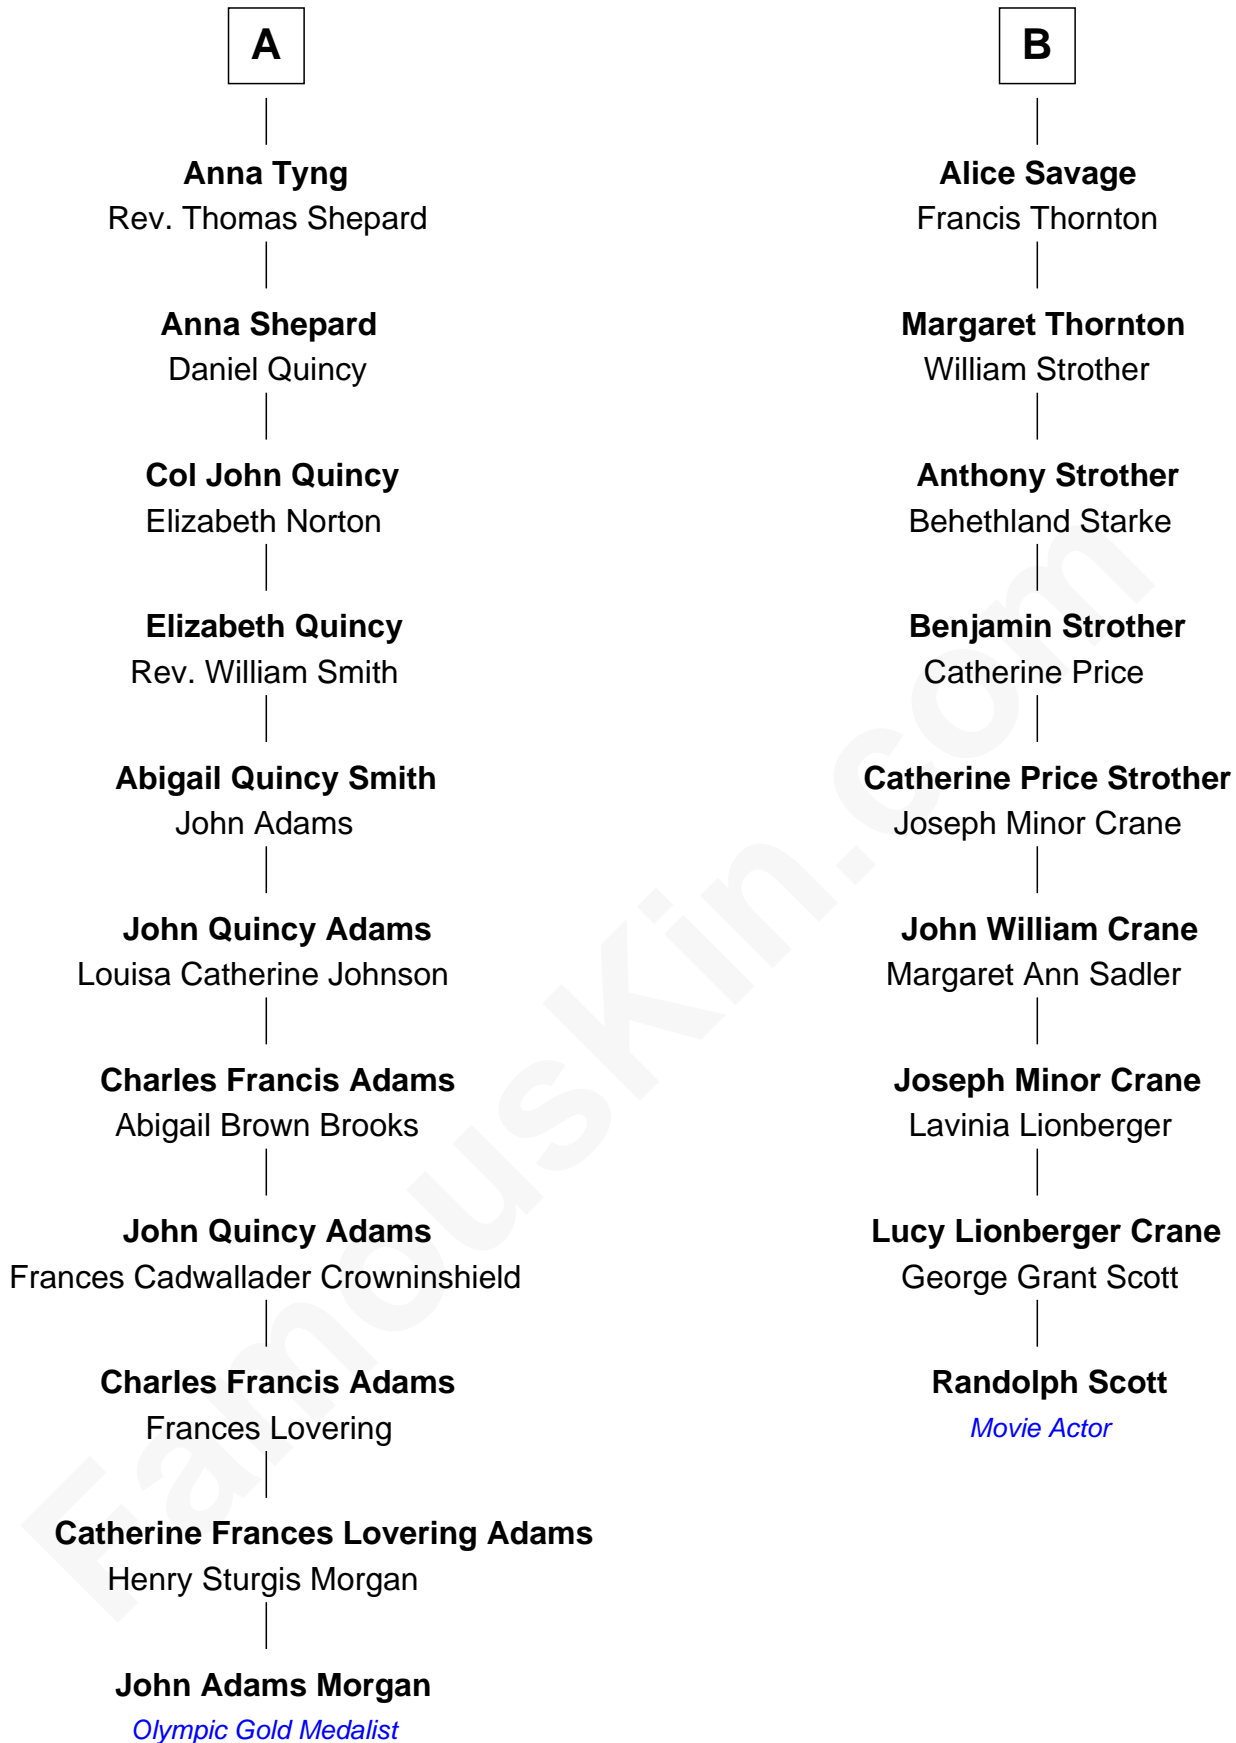 A
Anna Tyng
Rev. Thomas Shepard
Anna Shepard
Daniel Quincy
Col John Quincy
Elizabeth Norton
Elizabeth Quincy
Rev. William Smith
Abigail Quincy Smith
John Adams
John Quincy Adams
Louisa Catherine Johnson
Charles Francis Adams
Abigail Brown Brooks
John Quincy Adams
Frances Cadwallader Crowninshield
Charles Francis Adams
Frances Lovering
Catherine Frances Lovering Adams
Henry Sturgis Morgan
John Adams Morgan
Olympic Gold Medalist
B
Alice Savage
Francis Thornton
Margaret Thornton
William Strother
Anthony Strother
Behethland Starke
Benjamin Strother
Catherine Price
Catherine Price Strother
Joseph Minor Crane
John William Crane
Margaret Ann Sadler
Joseph Minor Crane
Lavinia Lionberger
Lucy Lionberger Crane
George Grant Scott
Randolph Scott
Movie Actor
FamousKin.com